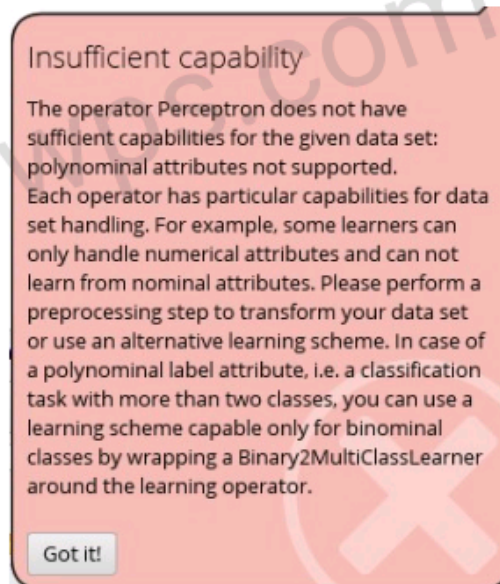 Insufficient capability
The operator Perceptron does not have
sufficient capabilities for the given data set:
polynominal attributes not supported.
Each operator has particular capabilities for data
set handling. For example, some learners can
only handle numerical attributes and can not
learn from nominal attributes. Please perform a
preprocessing step to transform your data set
or use an alternative learning scheme. In case of
a polynominal label attribute, i.e. a classification
task with more than two classes, you can use a
learning scheme capable only for binominal
classes by wrapping a Binary2MultiClassLearner
around the learning operator.
Got it!
wps.com